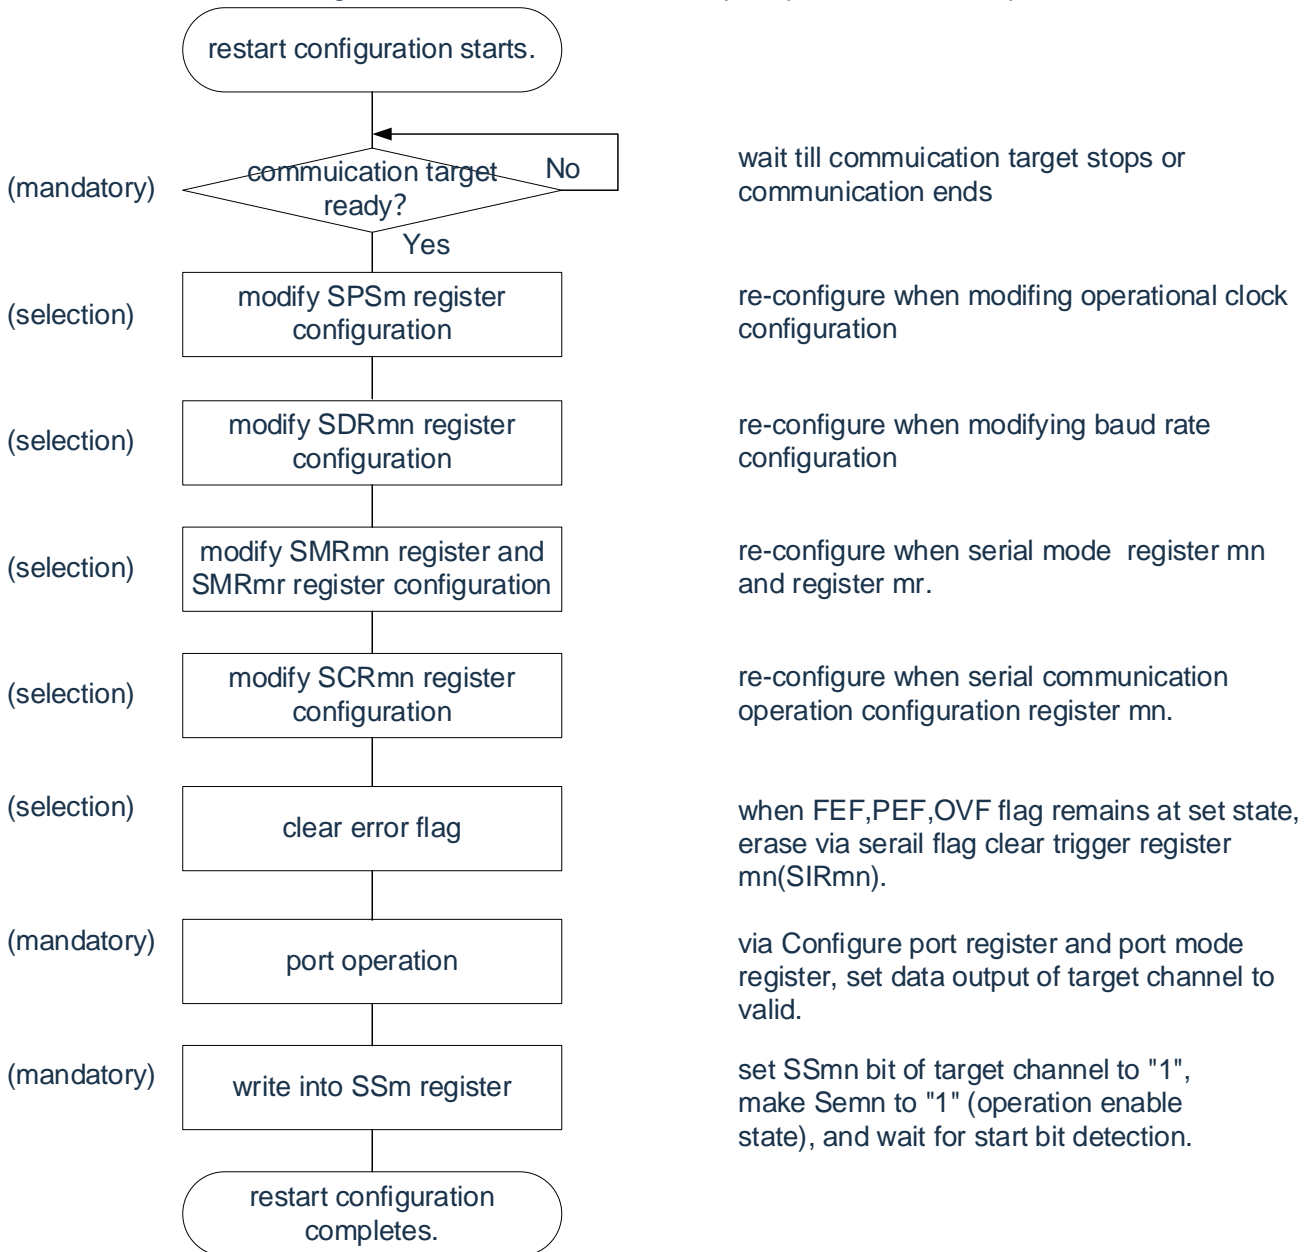 restart configuration starts.
commuication target
ready?
No
(mandatory)
wait till commuication target stops or
communication ends
Yes
(selection)
modify SPSm register
configuration
re-configure when modifing operational clock
configuration
(selection)
modify SDRmn register
configuration
re-configure when modifying baud rate
configuration
(selection)
modify SMRmn register and
SMRmr register configuration
re-configure when serial mode  register mn
and register mr.
(selection)
modify SCRmn register
configuration
re-configure when serial communication
operation configuration register mn.
(selection)
clear error flag
when FEF,PEF,OVF flag remains at set state,
erase via serail flag clear trigger register
mn(SIRmn).
(mandatory)
port operation
via Configure port register and port mode
register, set data output of target channel to
valid.
(mandatory)
write into SSm register
set SSmn bit of target channel to "1",
make Semn to "1" (operation enable
state), and wait for start bit detection.
restart configuration
completes.